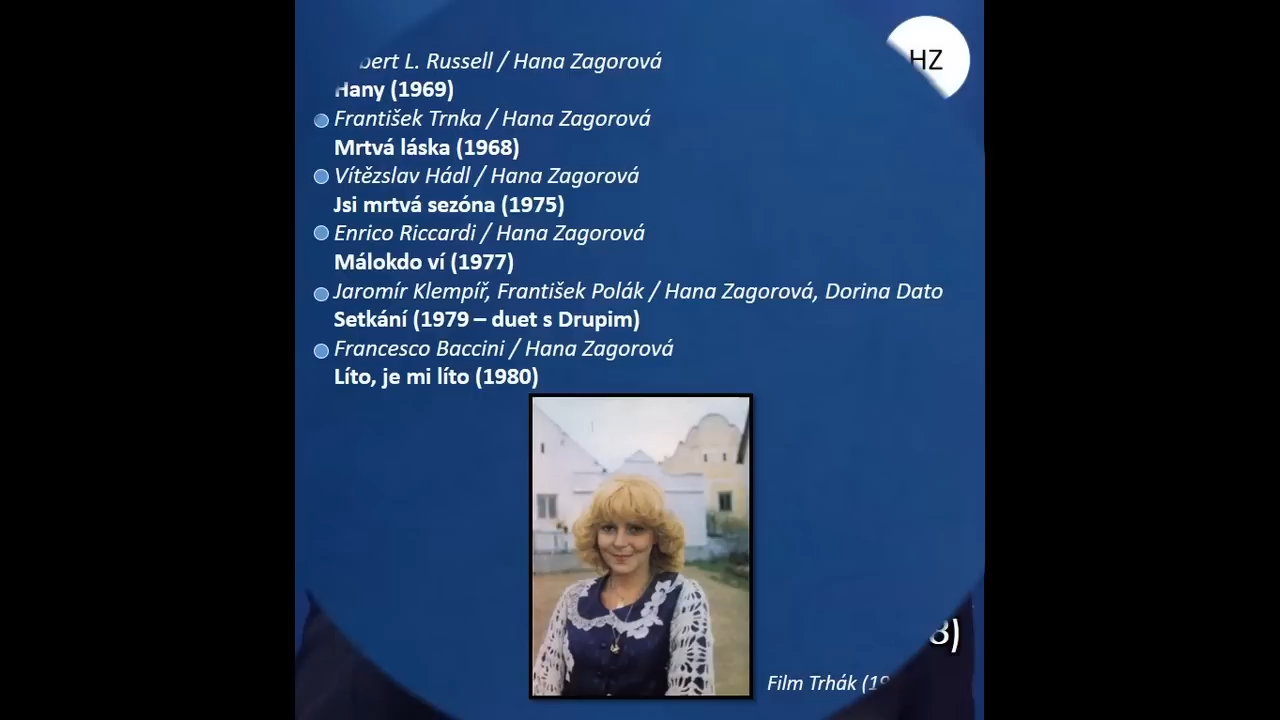 L. Russell / Hana Zagorová
HZ
Hany (1969)
František Trnka / Hana Zagorová
Mrtvá láska (1968)
Vítězslav Hádl / Hana Zagorová
Jsi mrtvá sezóna (1975)
Enrico Riccardi / Hana Zagorová
Málokdo ví (1977)
Jaromír Klempíř, František Polák / Hana Zagorová, Dorina Dato
Setkání (1979 – duet s Drupim)
Francesco Baccini / Hana Zagorová
Líto, je mi líto (1980)
Film Trhák